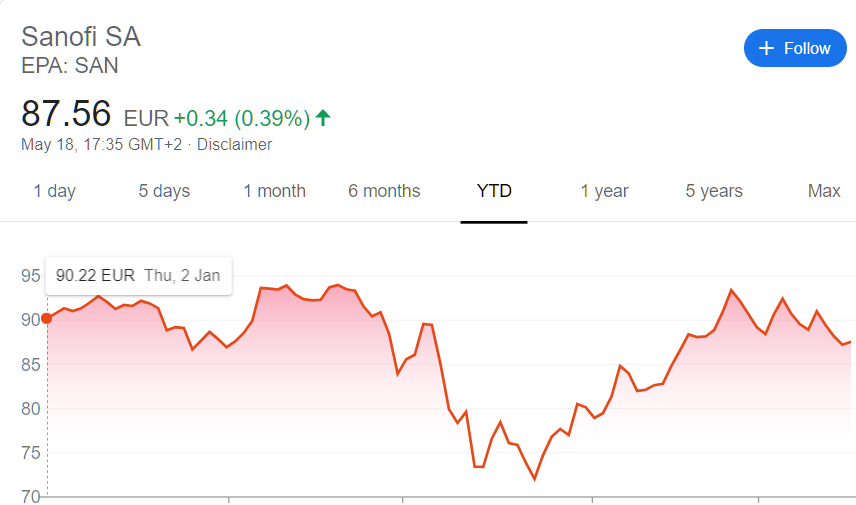 Sanofi SA
EPA: SAN
+ Follow
87.56 EUR +0.34 (0.39%)
May 18, 17:35 GMT+2 · Disclaimer
1 day 5 days 1 month 6 months YTD 1 year 5 years Max
90.22 EUR Thu, 2 Jan
95
90
85
80
75
70